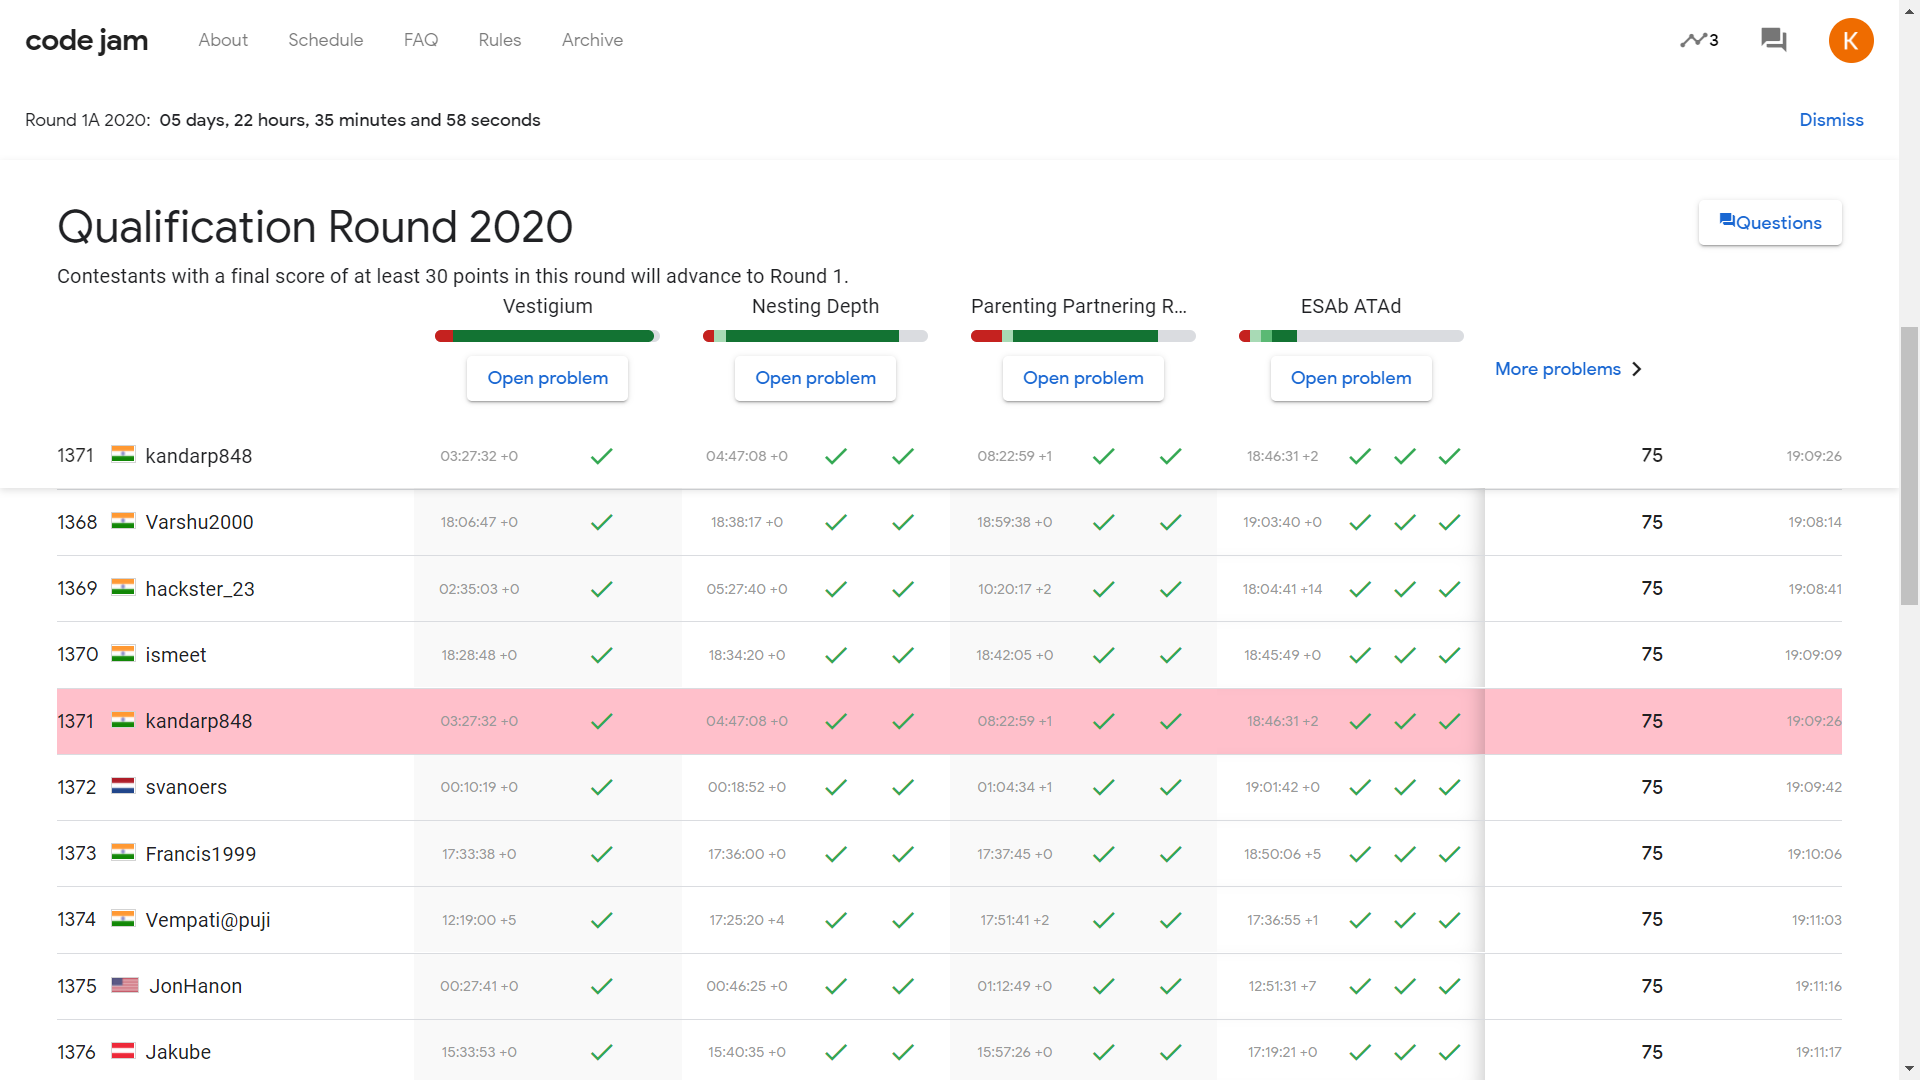 code jam About Schedule FAQ Rules Archive 3 K
Round 1A 2020: 05 days, 22 hours, 35 minutes and 58 seconds Dismiss
Qualification Round 2020 Questions
Contestants with a final score of at least 30 points in this round will advance to Round 1.
Vestigium Nesting Depth Parenting Partnering R... ESAb ATAd
Open problem Open problem Open problem Open problem More problems
1371 kandarp848 03:27:32 +0 04:47:08 +0 08:22:59 +1 18:46:31 +2 75 19:09:26
1368 Varshu2000 18:06:47 +0 18:38:17 +0 18:59:38 +0 19:03:40 +0 75 19:08:14
1369 hackster_23 02:35:03 +0 05:27:40 +0 10:20:17 +2 18:04:41 +14 75 19:08:41
1370 ismeet 18:28:48 +0 18:34:20 +0 18:42:05 +0 18:45:49 +0 75 19:09:09
1371 kandarp848 03:27:32 +0 04:47:08 +0 08:22:59 +1 18:46:31 +2 75 19:09:26
1372 svanoers 00:10:19 +0 00:18:52 +0 01:04:34 +1 19:01:42 +0 75 19:09:42
1373 Francis1999 17:33:38 +0 17:36:00 +0 17:37:45 +0 18:50:06 +5 75 19:10:06
1374 Vempati@puji 12:19:00 +5 17:25:20 +4 17:51:41 +2 17:36:55 +1 75 19:11:03
1375 JonHanon 00:27:41 +0 00:46:25 +0 01:12:49 +0 12:51:31 +7 75 19:11:16
1376 Jakube 15:33:53 +0 15:40:35 +0 15:57:26 +0 17:19:21 +0 75 19:11:17